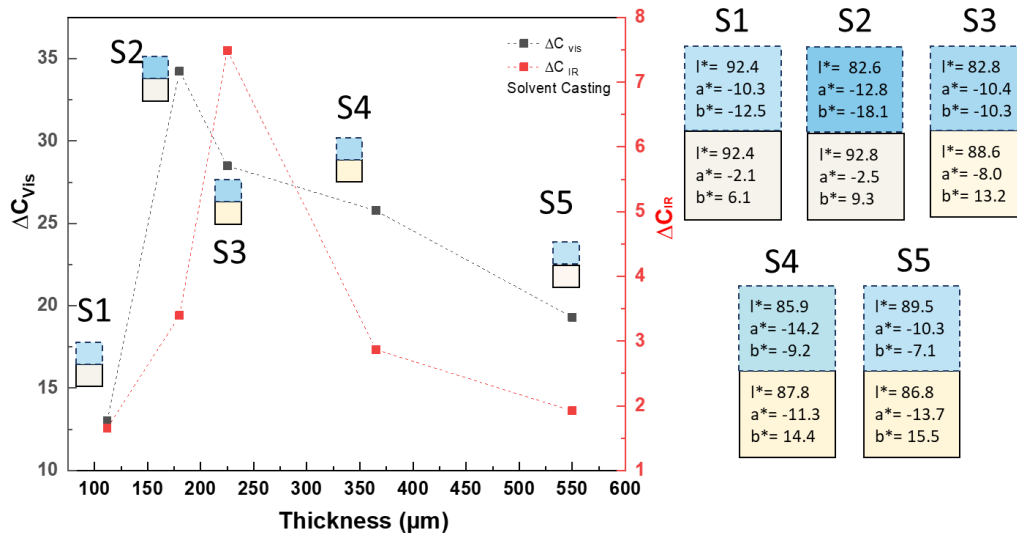 35
30
25
20
15
10
ΔC Vis
100 150 200 250 300 350 400 450 500 550 600
Thickness (µm)
8
7
6
5
4
3
2
1
ΔC IR
ΔC vis
ΔC IR
Solvent Casting
S1
S2
S3
S4
S5
S1
l*= 92.4
a*= -10.3
b*= -12.5
l*= 92.4
a*= -2.1
b*= 6.1
S2
l*= 82.6
a*= -12.8
b*= -18.1
l*= 92.8
a*= -2.5
b*= 9.3
S3
l*= 82.8
a*= -10.4
b*= -10.3
l*= 88.6
a*= -8.0
b*= 13.2
S4
l*= 85.9
a*= -14.2
b*= -9.2
l*= 87.8
a*= -11.3
b*= 14.4
S5
l*= 89.5
a*= -10.3
b*= -7.1
l*= 86.8
a*= -13.7
b*= 15.5